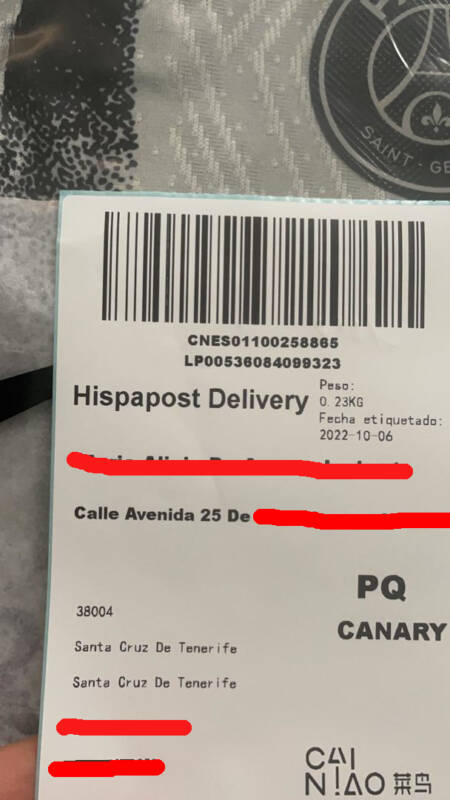 SAINT-GE
CNES01100258865
LP00536084099323
Hispapost Delivery
Peso:
0.23KG
Fecha etiquetado:
2022-10-06
Calle Avenida 25 De
PQ
CANARY
38004
Santa Cruz De Tenerife
Santa Cruz De Tenerife
CAI
NIAO 菜鸟